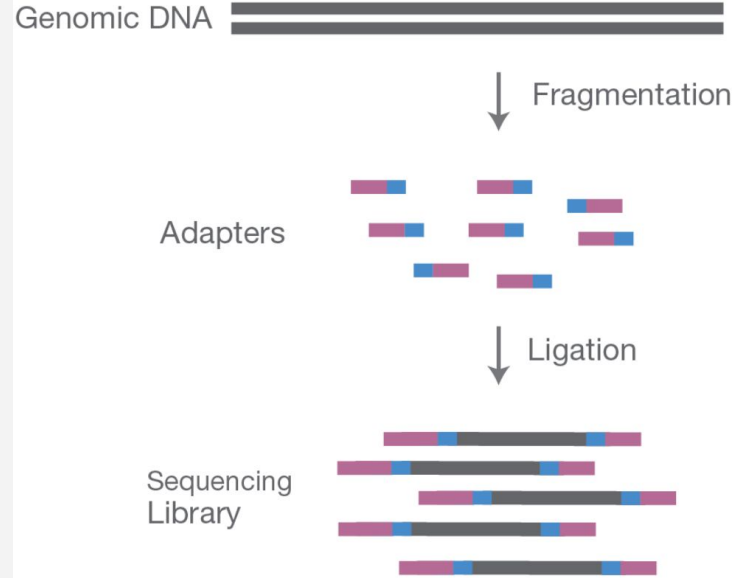 Genomic DNA
Fragmentation
Adapters
Ligation
Sequencing
Library